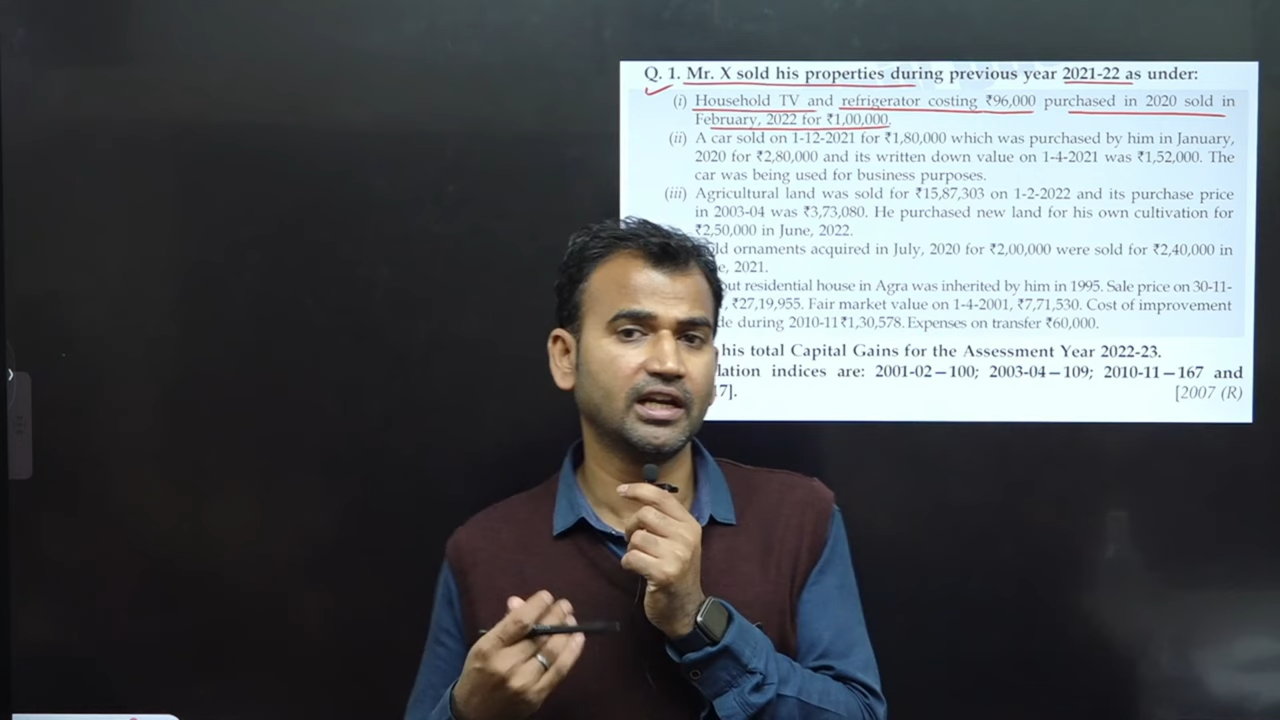 Q. 1. Mr. X sold his properties during previous year 2021-22 as under:
(i) Household TV and refrigerator costing ₹96,000 purchased in 2020 sold in
February, 2022 for ₹1,00,000.
(ii) A car sold on 1-12-2021 for ₹1,80,000 which was purchased by him in January,
2020 for ₹2,80,000 and its written down value on 1-4-2021 was ₹1,52,000. The
car was being used for business purposes.
(iii) Agricultural land was sold for ₹15,87,303 on 1-2-2022 and its purchase price
in 2003-04 was ₹3,73,080. He purchased new land for his own cultivation for
₹2,50,000 in June, 2022.
ornaments acquired in July, 2020 for ₹2,00,000 were sold for ₹2,40,000 in
2021.
residential house in Agra was inherited by him in 1995. Sale price on 30-11-
₹27,19,955. Fair market value on 1-4-2001, ₹7,71,530. Cost of improvement
during 2010-11 ₹1,30,578. Expenses on transfer ₹60,000.
his total Capital Gains for the Assessment Year 2022-23.
indices are: 2001-02—100; 2003-04—109; 2010-11—167 and
[2007 (R)